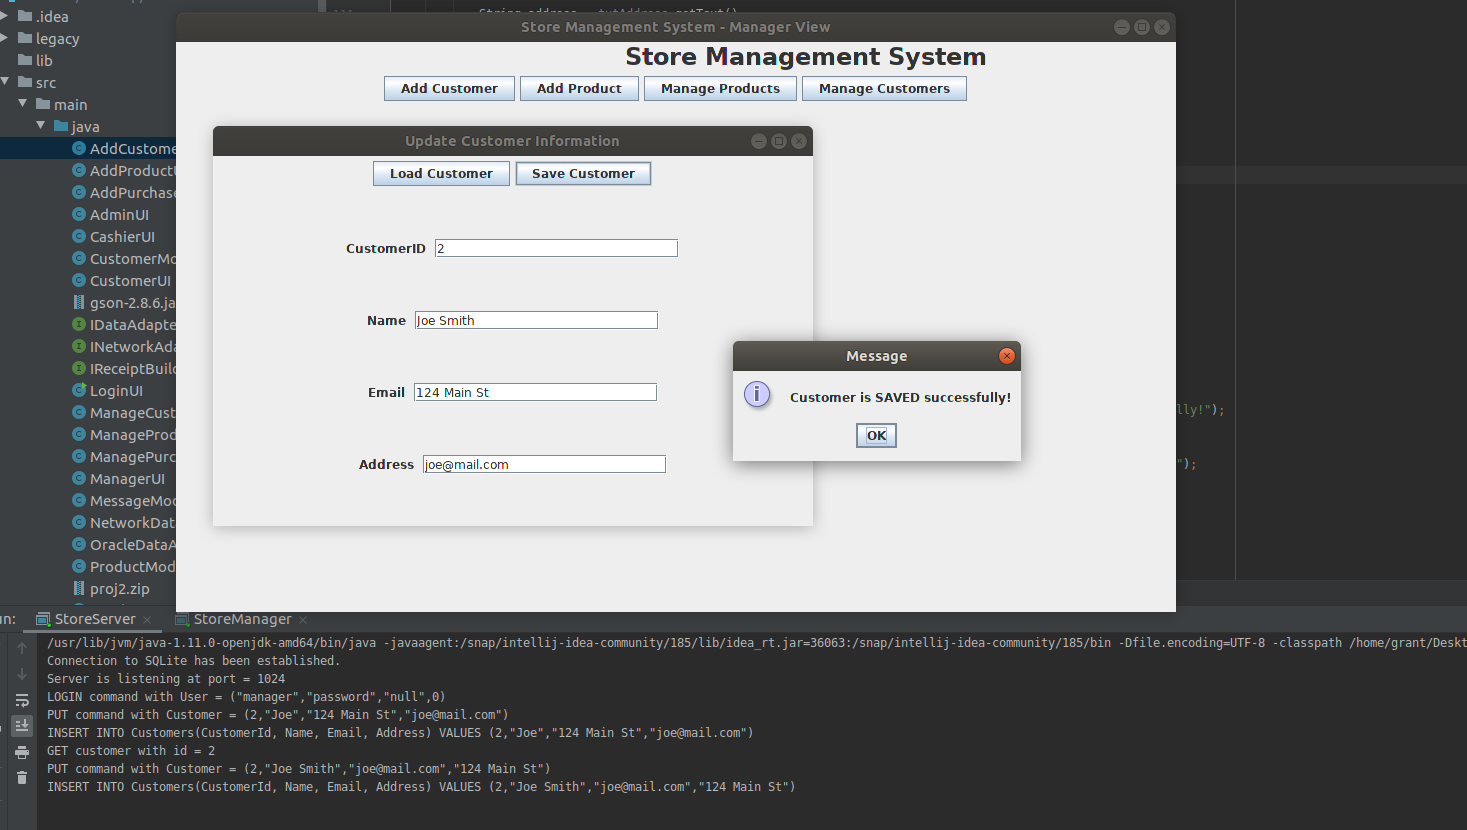 .idea
legacy
lib
src
main
java
AddCustome
AddProductU
AddPurchase
AdminUI
CashierUI
CustomerMo
CustomerUI
gson-2.8.6.ja
IDataAdapte
INetworkAda
IReceiptBuild
LoginUI
ManageCust
ManageProd
ManagePurc
ManagerUI
MessageMod
NetworkDat
OracleDataA
ProductMod
proj2.zip
Store Management System - Manager View
Store Management System
Add Customer Add Product Manage Products Manage Customers
Update Customer Information
Load Customer Save Customer
CustomerID 2
Name Joe Smith
Email 124 Main St
Address joe@mail.com
Message
Customer is SAVED successfully!
OK
lly!");
");
un: StoreServer StoreManager
/usr/lib/jvm/java-1.11.0-openjdk-amd64/bin/java -javaagent:/snap/intellij-idea-community/185/lib/idea_rt.jar=36063:/snap/intellij-idea-community/185/bin -Dfile.encoding=UTF-8 -classpath /home/grant/Deskt
Connection to SQLite has been established.
Server is listening at port = 1024
LOGIN command with User = ("manager","password","null",0)
PUT command with Customer = (2,"Joe","124 Main St","joe@mail.com")
INSERT INTO Customers(CustomerId, Name, Email, Address) VALUES (2,"Joe","124 Main St","joe@mail.com")
GET customer with id = 2
PUT command with Customer = (2,"Joe Smith","joe@mail.com","124 Main St")
INSERT INTO Customers(CustomerId, Name, Email, Address) VALUES (2,"Joe Smith","joe@mail.com","124 Main St")